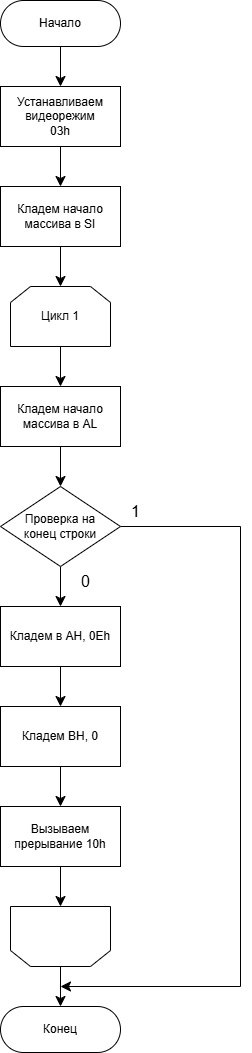 Начало
Устанавливаем
видеорежим
03h
Кладем начало
массива в SI
Цикл 1
Кладем начало
массива в AL
Проверка на
конец строки
1
0
Кладем в AH, 0Eh
Кладем BH, 0
Вызываем
прерывание 10h
Конец